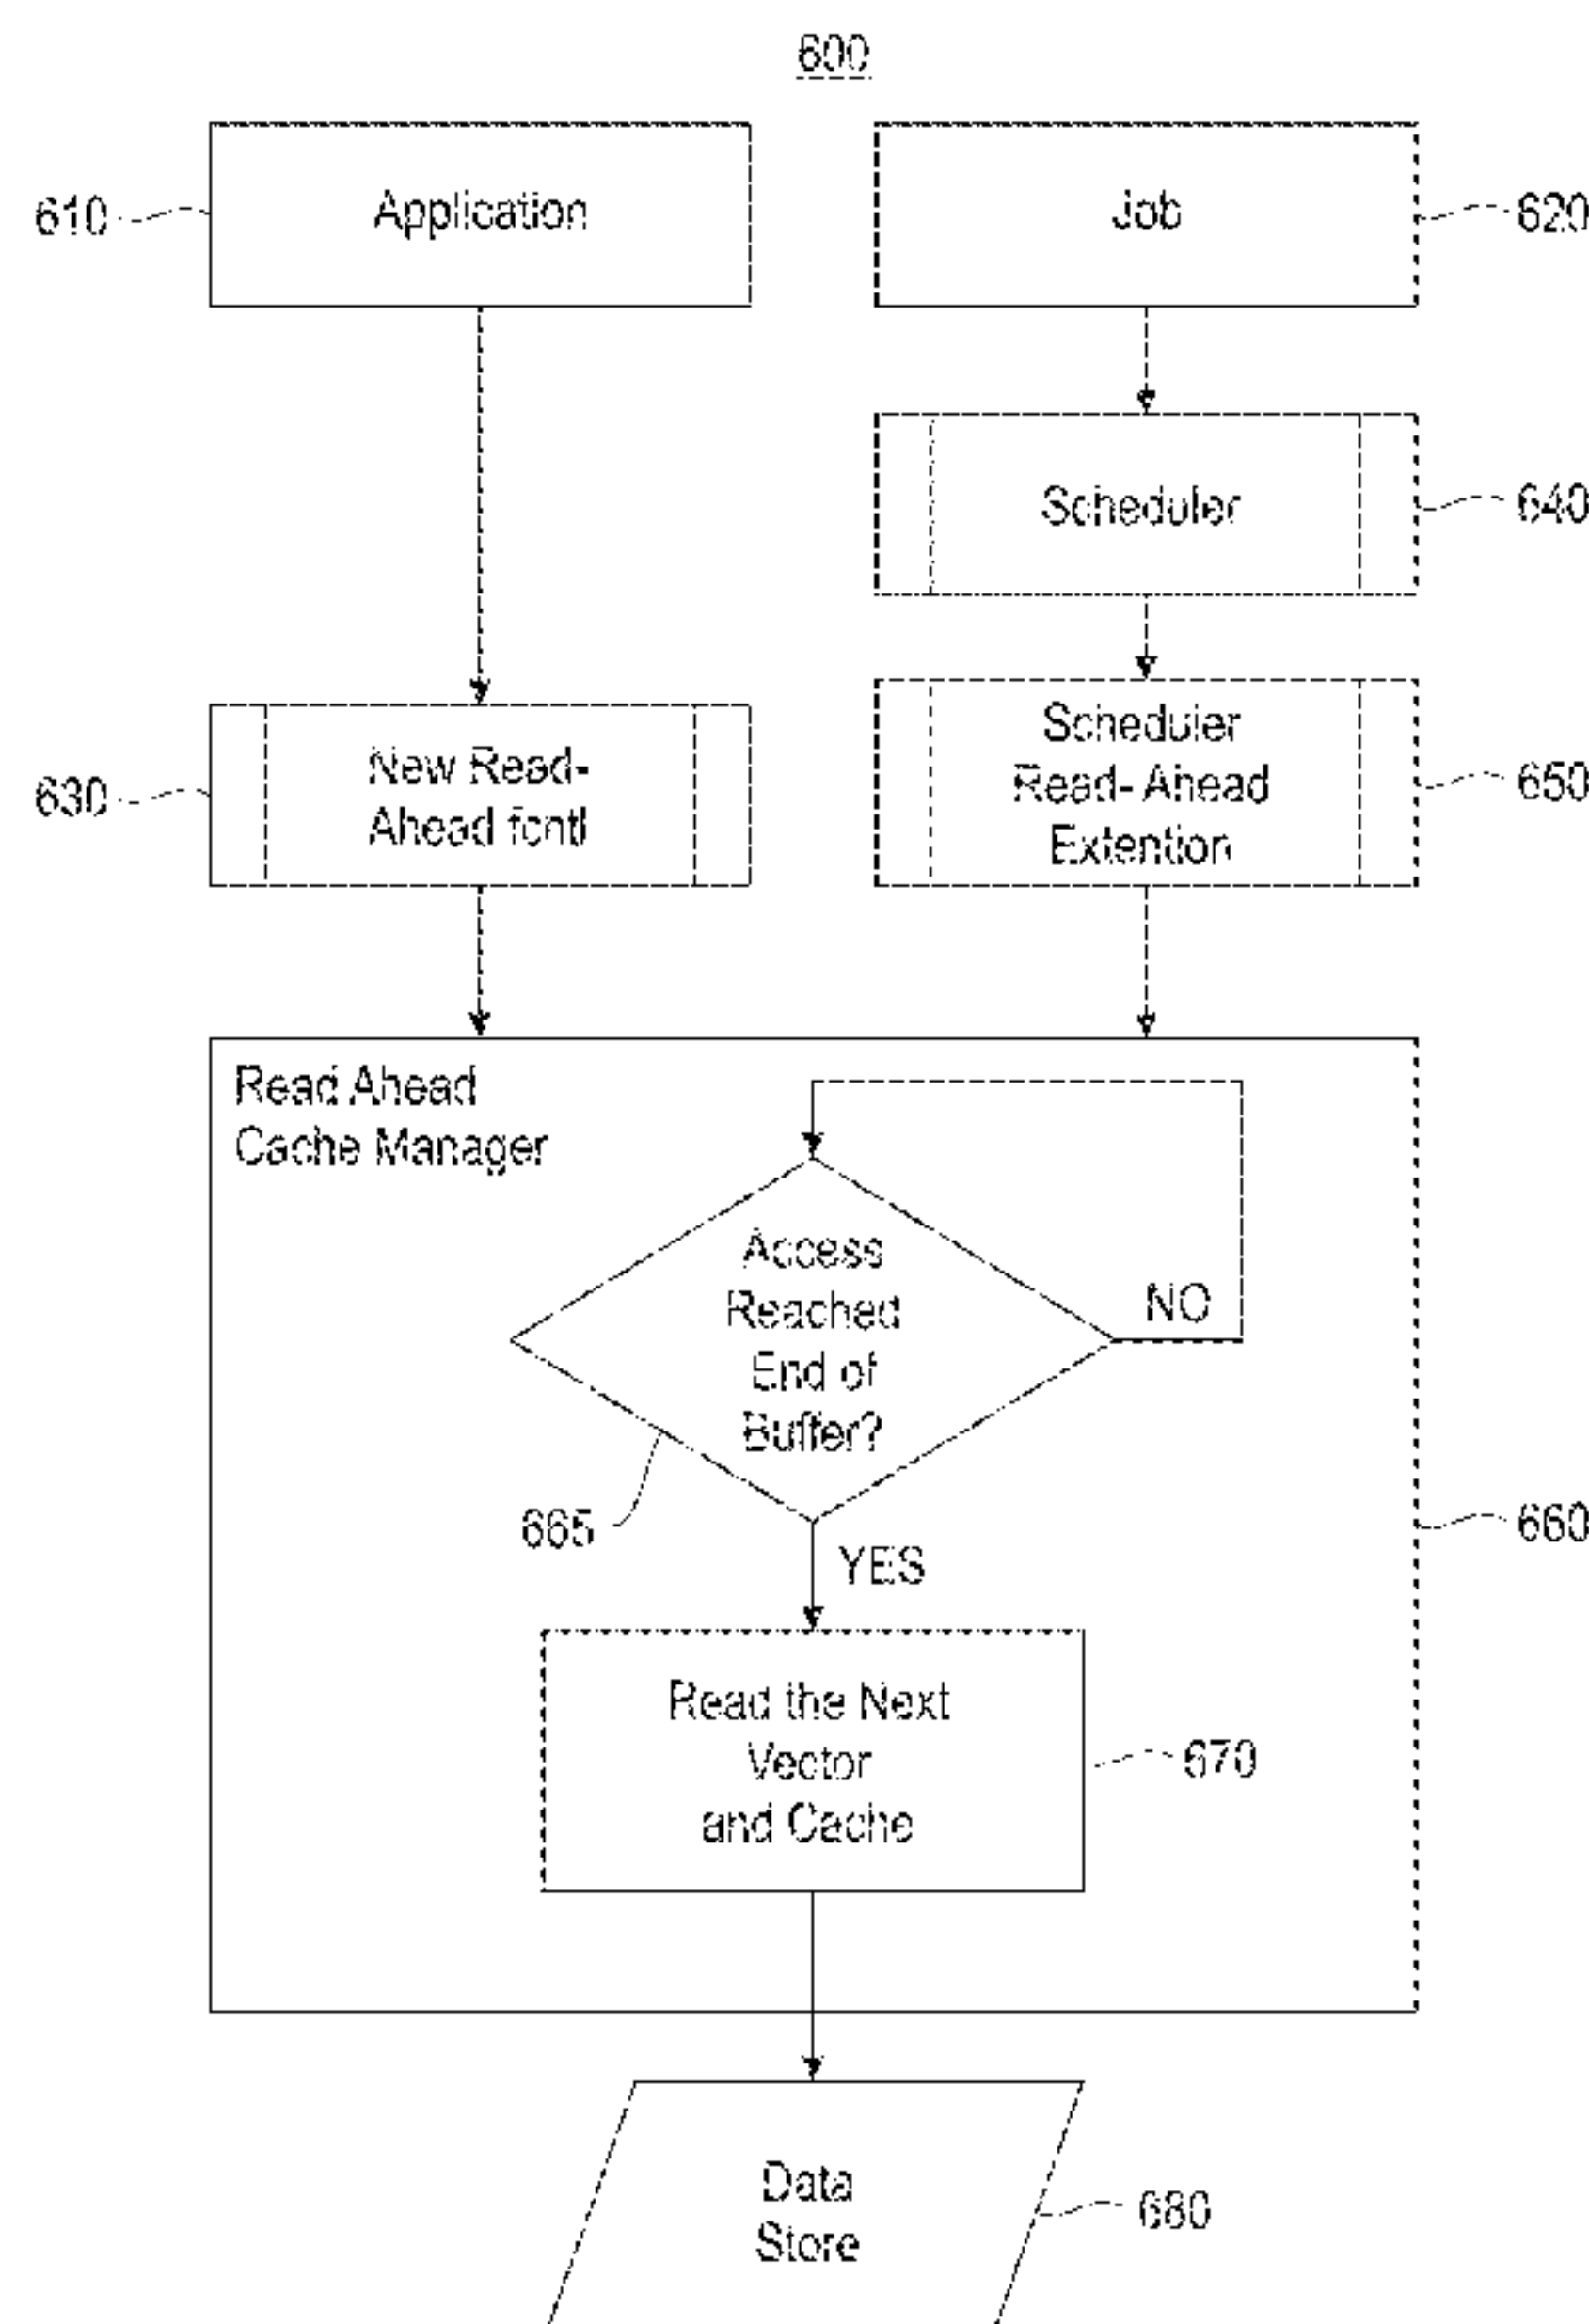 600
610
Application
Job
620
Scheduler
640
630
New Read-
Ahead fcntl
Scheduler
Read- Ahead
Extention
650
Read Ahead
Cache Manager
Access
Reached
End of
Buffer?
NO
665
YES
660
Read the Next
Vector
and Cache
670
Data
Store
680